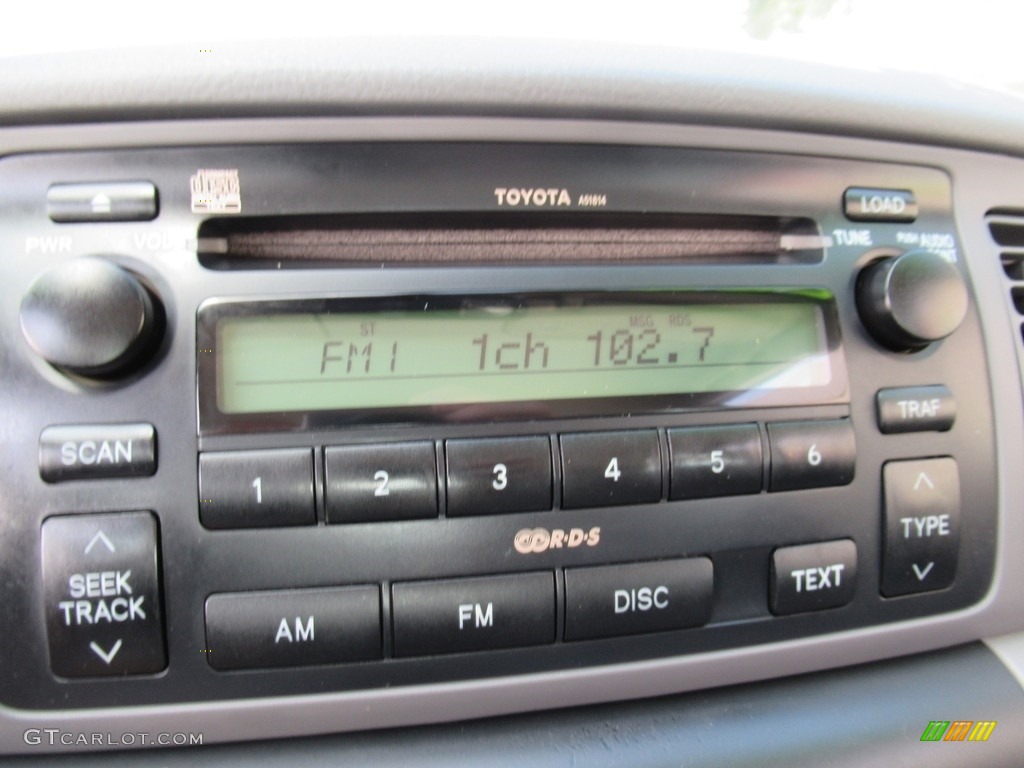 TOYOTA A51814
LOAD
PWR VOL
TUNE PUSH AUDIO
DISC
ST MSG RDS
FM1 1ch 102.7
TRAF
SCAN
1 2 3 4 5 6
TYPE
R·D·S
SEEK
TRACK
AM FM DISC TEXT
GTCARLOT.COM